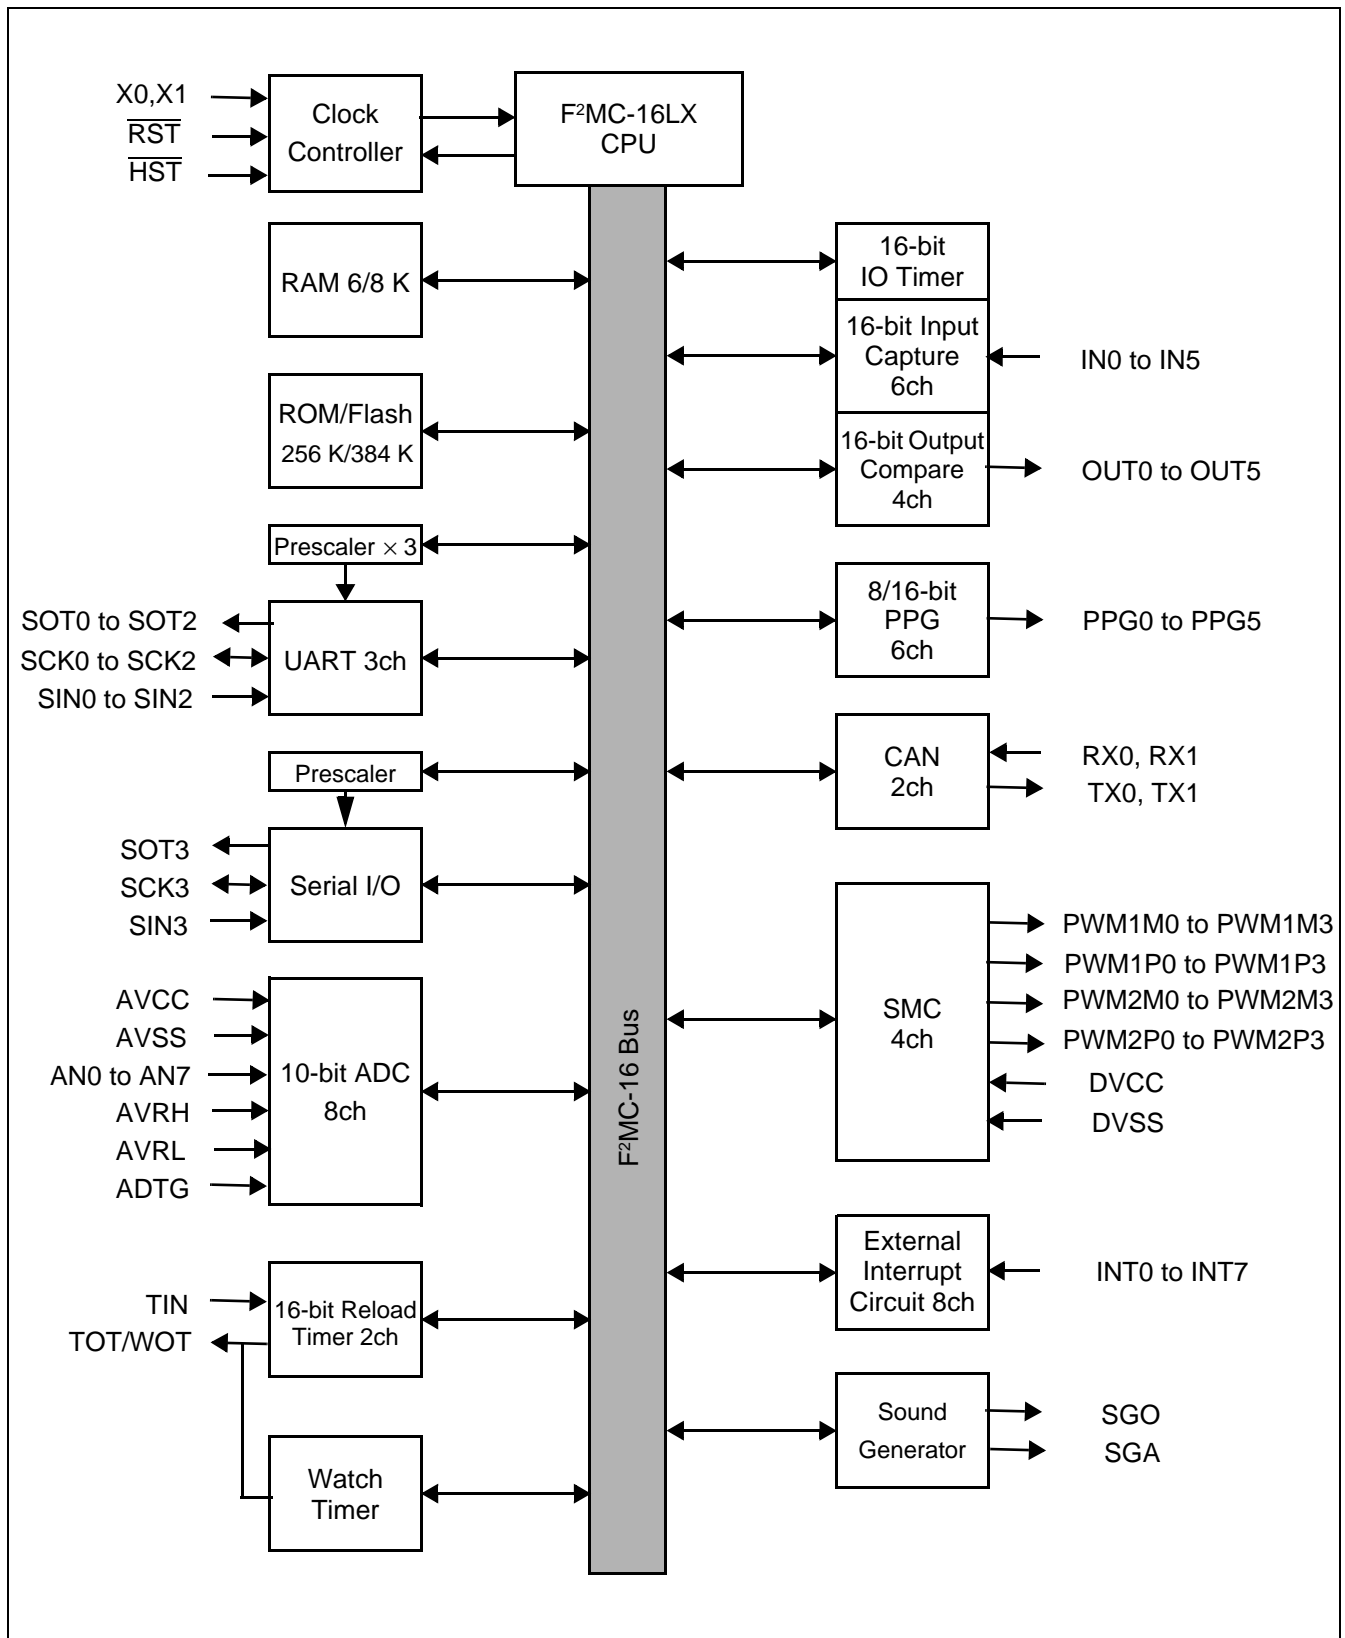 X0,X1
RST
HST
Clock
Controller
F²MC-16LX
CPU
RAM 6/8 K
ROM/Flash
256 K/384 K
Prescaler × 3
SOT0 to SOT2
SCK0 to SCK2
SIN0 to SIN2
UART 3ch
Prescaler
SOT3
SCK3
SIN3
Serial I/O
AVCC
AVSS
AN0 to AN7
AVRH
AVRL
ADTG
10-bit ADC
8ch
TIN
TOT/WOT
16-bit Reload
Timer 2ch
Watch
Timer
F²MC-16 Bus
16-bit
IO Timer
16-bit Input
Capture
6ch
IN0 to IN5
16-bit Output
Compare
4ch
OUT0 to OUT5
8/16-bit
PPG
6ch
PPG0 to PPG5
CAN
2ch
RX0, RX1
TX0, TX1
SMC
4ch
PWM1M0 to PWM1M3
PWM1P0 to PWM1P3
PWM2M0 to PWM2M3
PWM2P0 to PWM2P3
DVCC
DVSS
External
Interrupt
Circuit 8ch
INT0 to INT7
Sound
Generator
SGO
SGA